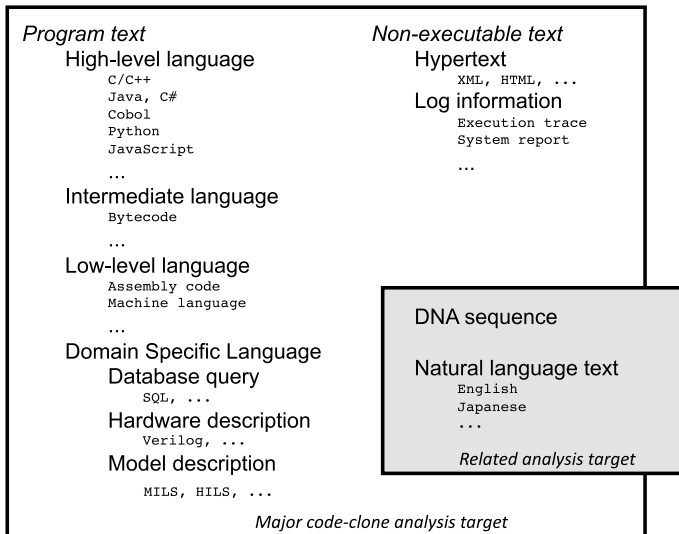 Program text
High-level language
C/C++
Java, C#
Cobol
Python
JavaScript
...
Intermediate language
Bytecode
...
Low-level language
Assembly code
Machine language
...
Domain Specific Language
Database query
SQL, ...
Hardware description
Verilog, ...
Model description
MILS, HILS, ...
Non-executable text
Hypertext
XML, HTML, ...
Log information
Execution trace
System report
...
DNA sequence
Natural language text
English
Japanese
...
Related analysis target
Major code-clone analysis target